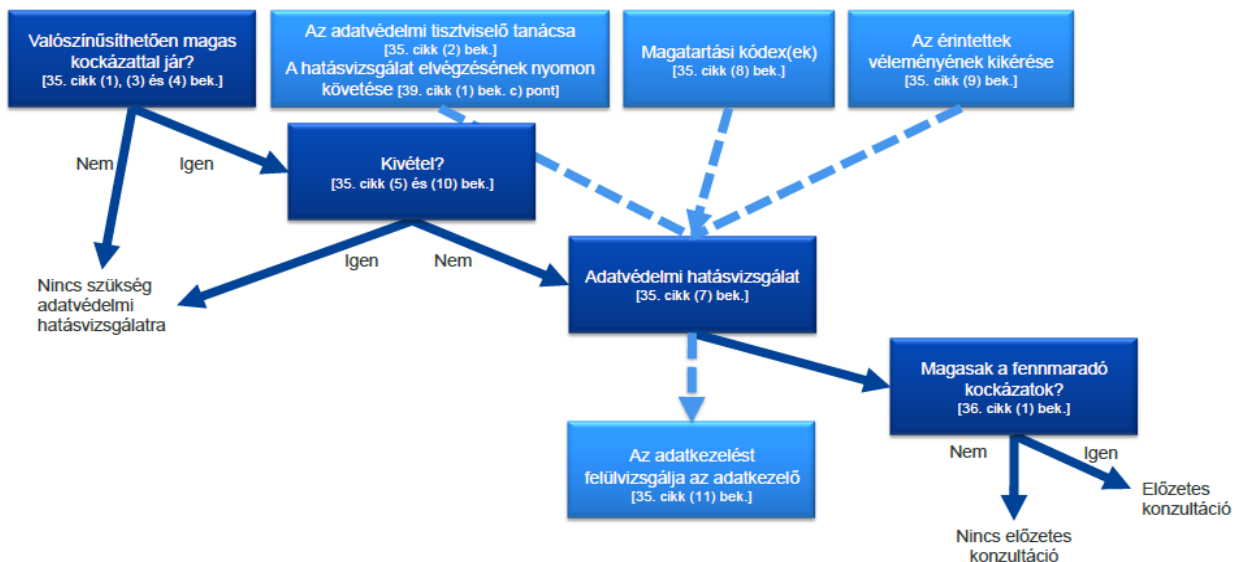 Valószínűsíthetően magas
kockázattal jár?
[35. cikk (1), (3) és (4) bek.]
Az adatvédelmi tisztviselő tanácsa
[35. cikk (2) bek.]
A hatásvizsgálat elvégzésének nyomon
követése [39. cikk (1) bek. c) pont]
Magatartási kódex(ek)
[35. cikk (8) bek.]
Az érintettek
véleményének kikérése
[35. cikk (9) bek.]
Nem
Igen
Kivétel?
[35. cikk (5) és (10) bek.]
Igen
Nem
Nincs szükség
adatvédelmi
hatásvizsgálatra
Adatvédelmi hatásvizsgálat
[35. cikk (7) bek.]
Magasak a fennmaradó
kockázatok?
[36. cikk (1) bek.]
Az adatkezelést
felülvizsgálja az adatkezelő
[35. cikk (11) bek.]
Nem
Igen
Előzetes
konzultáció
Nincs előzetes
konzultáció